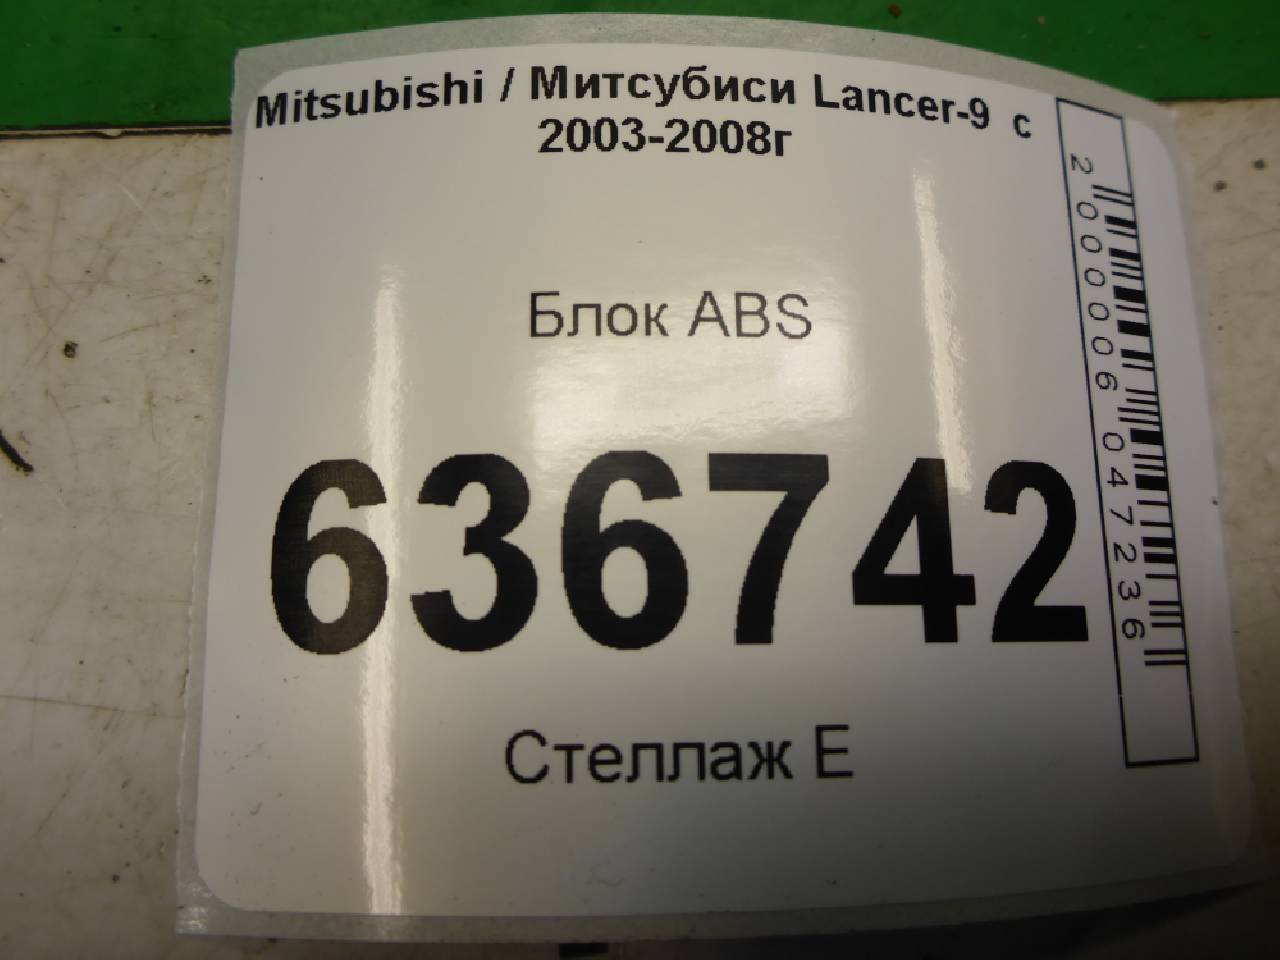 Mitsubishi / Митсубиси Lancer-9 с
2003-2008г
Блок ABS
636742
Стеллаж Е
2000006047236